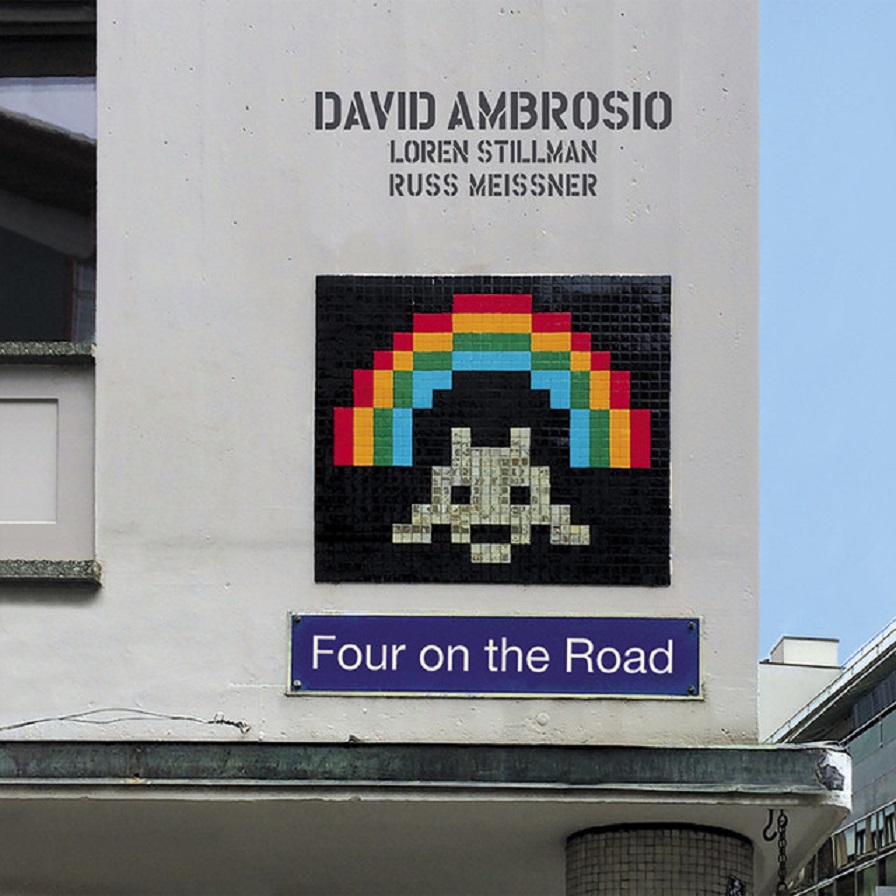 DAVID AMBROSIO
LOREN STILLMAN
RUSS MEISSNER
Four on the Road